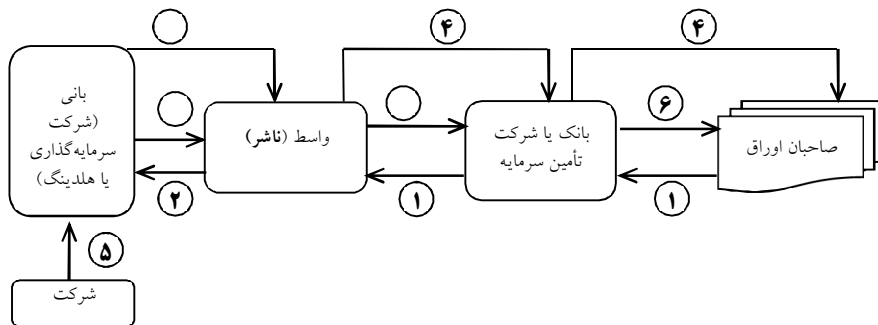 ۴
۴
بانی
(شرکت
سرمایه‌گذاری
یا هلدینگ)
واسط (ناشر)
بانک یا شرکت
تأمین سرمایه
۶
صاحبان اوراق
۲
۱
۱
۵
شرکت